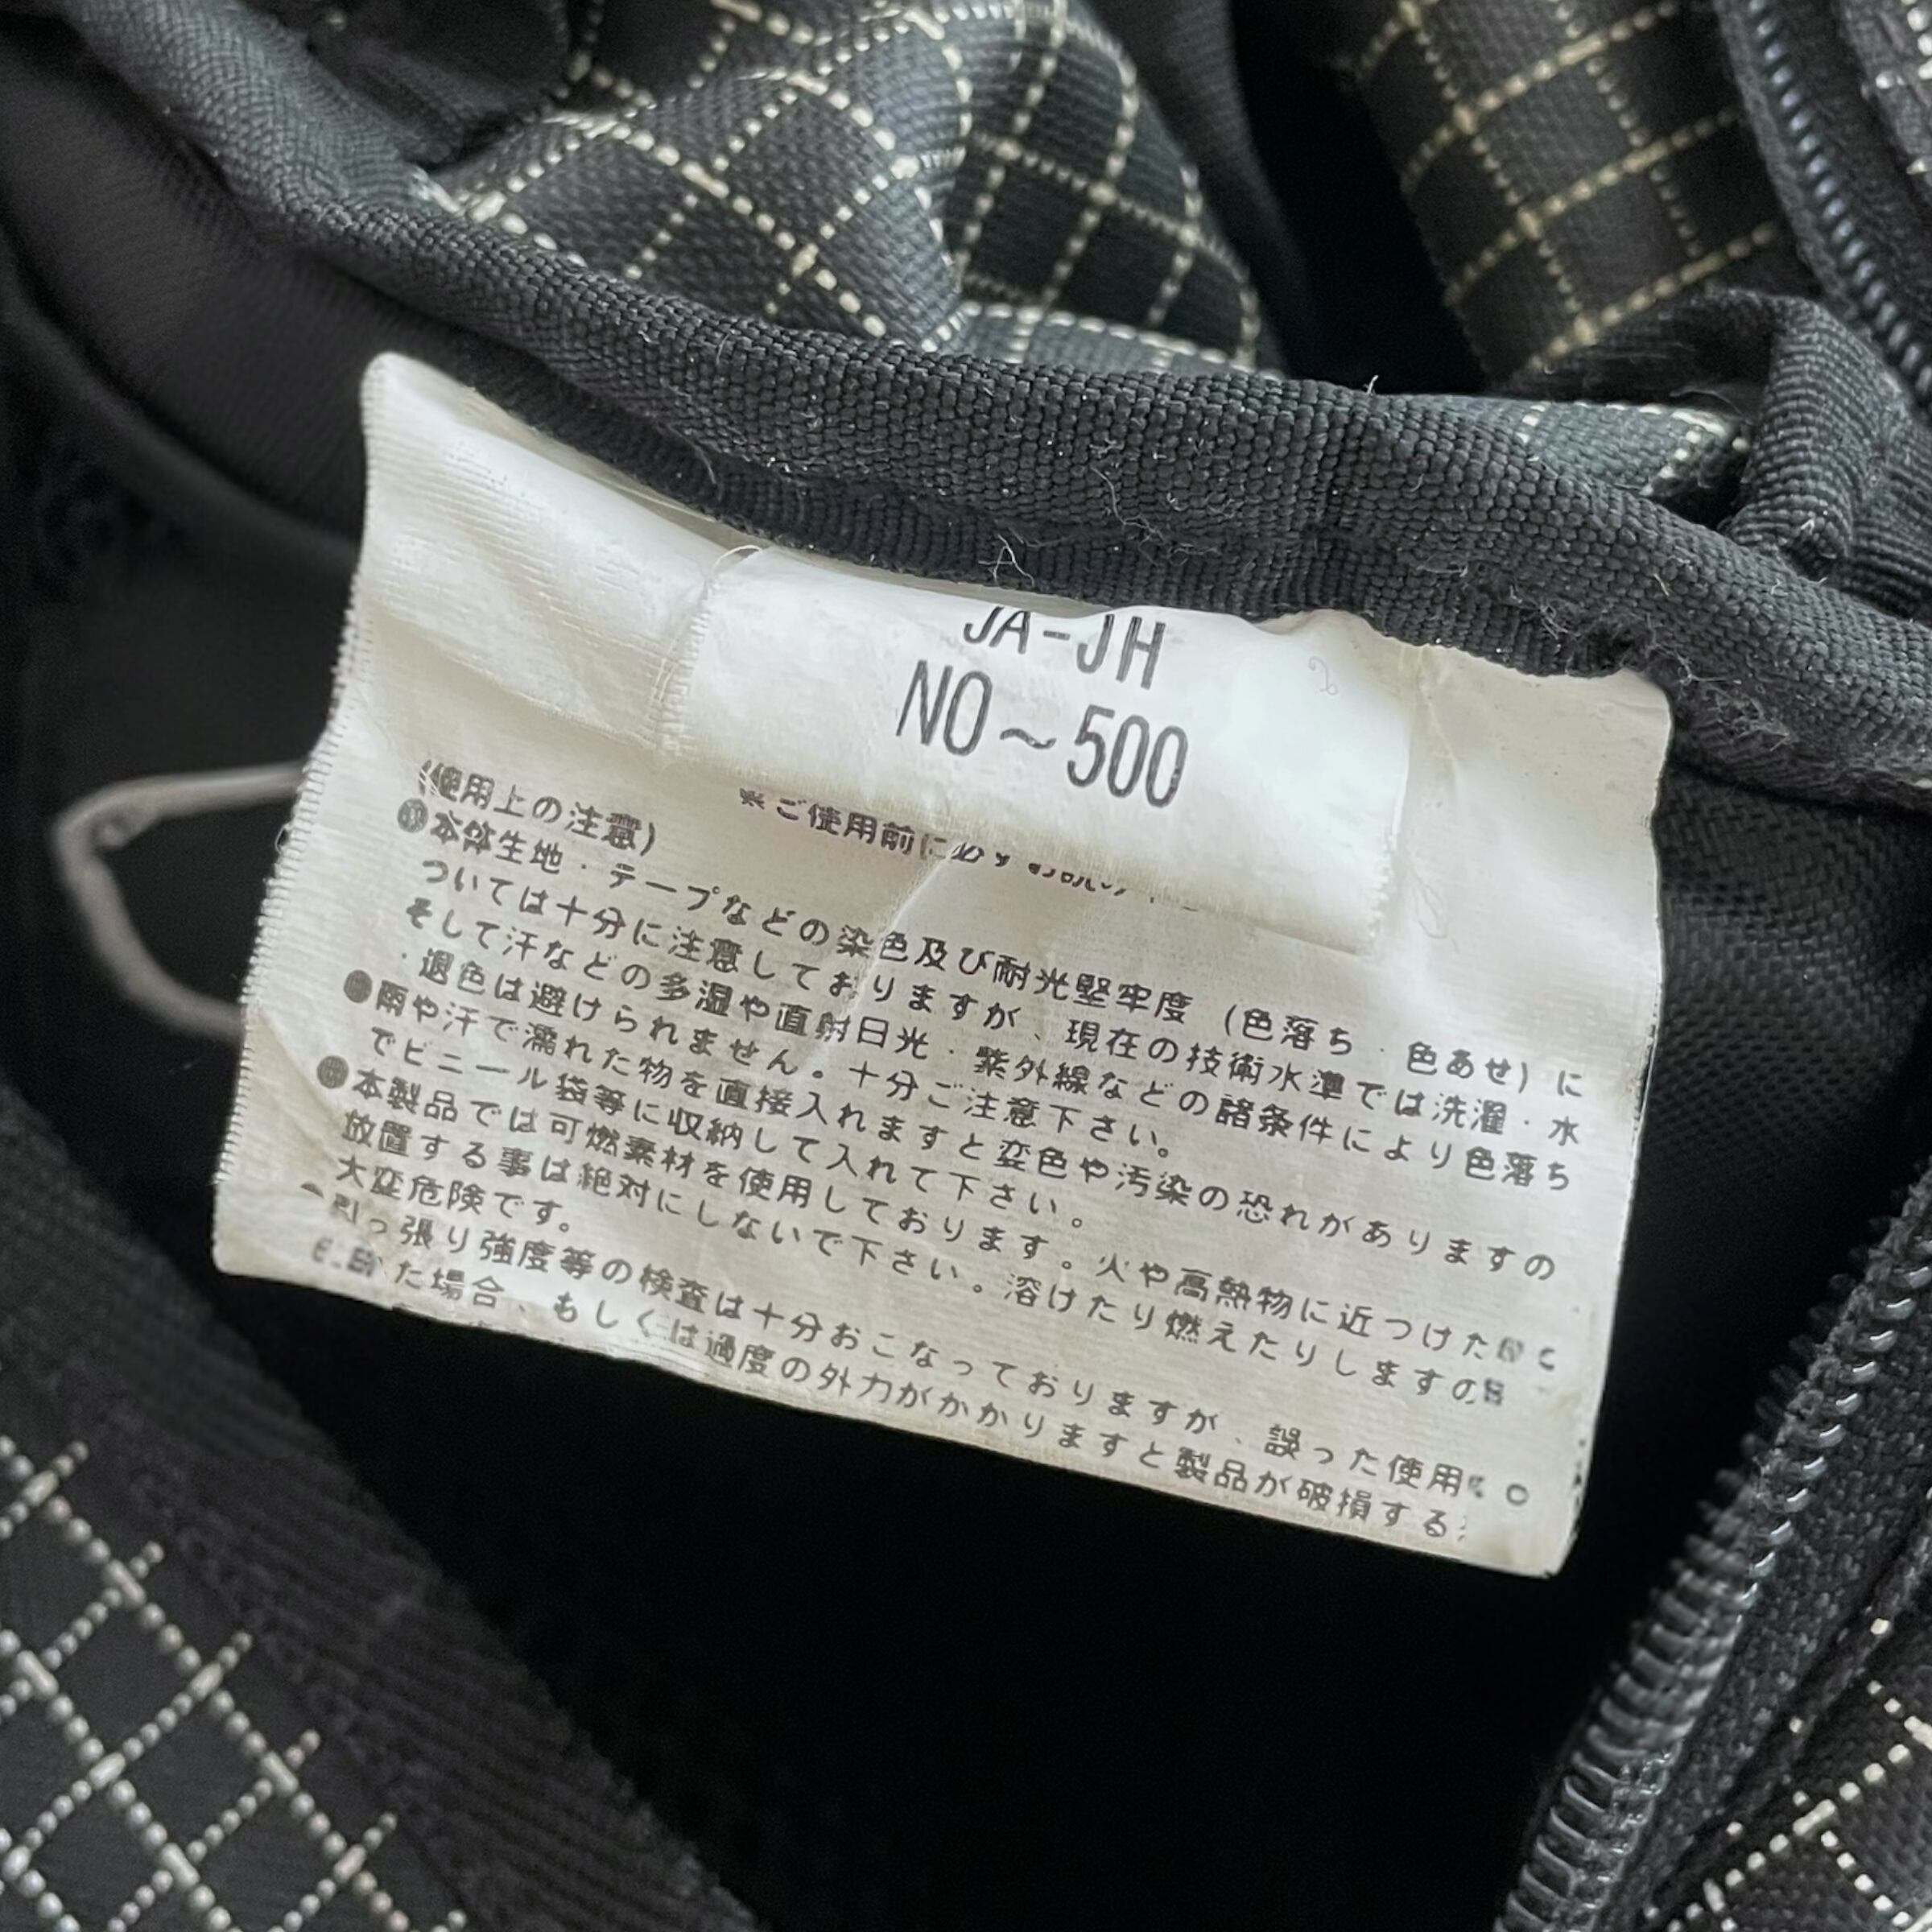 JA-JH
NO~500
※ご使用前に必ずお読み
(使用上の注意)
●本体生地・テープなどの染色及び耐光堅牢度(色落ち・色あせ)に
ついては十分に注意しておりますが、現在の技術水準では洗濯・水
そして汗などの多湿や直射日光・紫外線などの諸条件により色落ち
・退色は避けられません。十分ご注意下さい。
●雨や汗で濡れた物を直接入れますと変色や汚染の恐れがありますの
でビニール袋等に収納して入れて下さい。
●本製品では可燃素材を使用しております。火や高熱物に近つけた
放置する事は絶対にしないで下さい。溶けたり燃えたりしますの
大変危険です。
引っ張り強度等の検査は十分おこなっておりますが、誤った使用
た場合、もしくは過度の外力がかかりますと製品が破損する